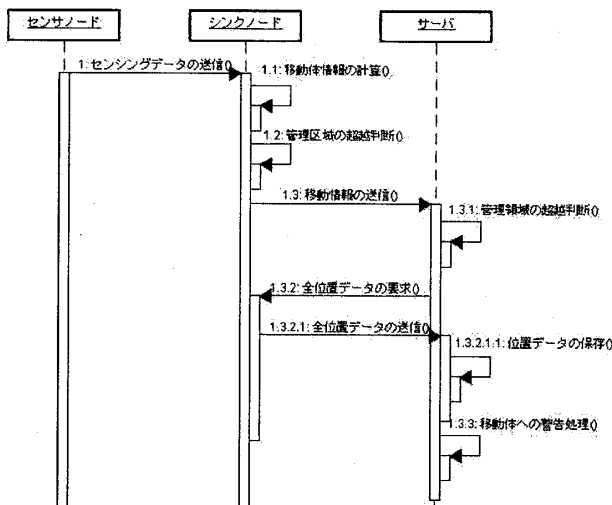 センサノード
シンクノード
サーバ
1: センシングデータの送信()
1.1: 移動体情報の計算()
1.2: 管理区域の超越判断()
1.3: 移動情報の送信()
1.3.1: 管理領域の超越判断()
1.3.2: 全位置データの要求()
1.3.2.1: 全位置データの送信()
1.3.2.1.1: 位置データの保存()
1.3.3: 移動体への警告処理()